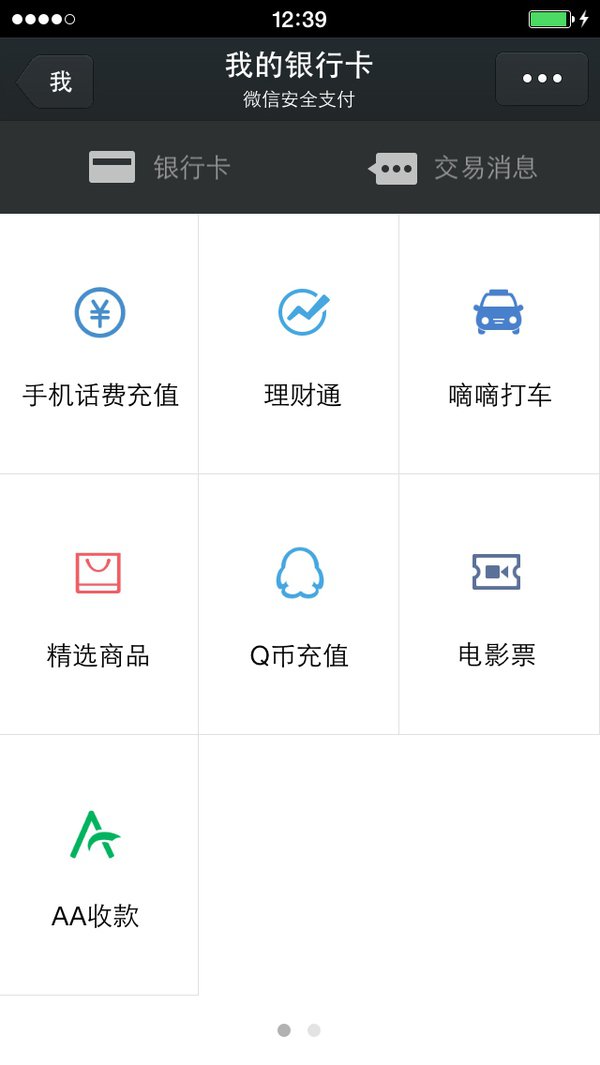 12:39
我
我的银行卡
微信安全支付
银行卡
交易消息
手机话费充值
理财通
嘀嘀打车
精选商品
Q币充值
电影票
AA收款